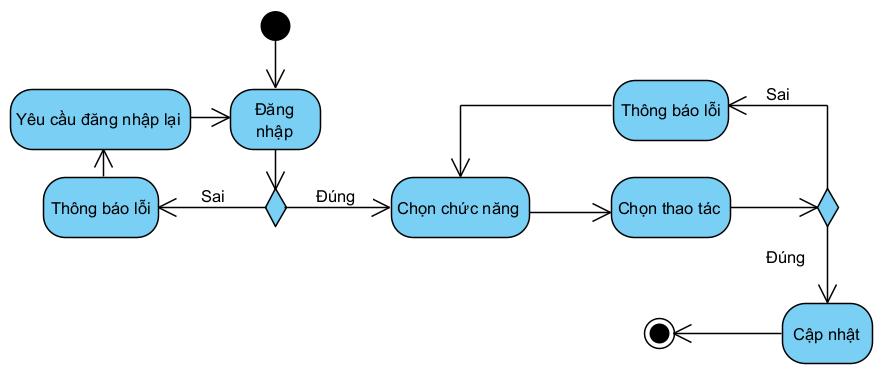 Đăng
nhập
Yêu cầu đăng nhập lại
Thông báo lỗi
Sai
Đúng
Chọn chức năng
Chọn thao tác
Thông báo lỗi
Sai
Đúng
Cập nhật